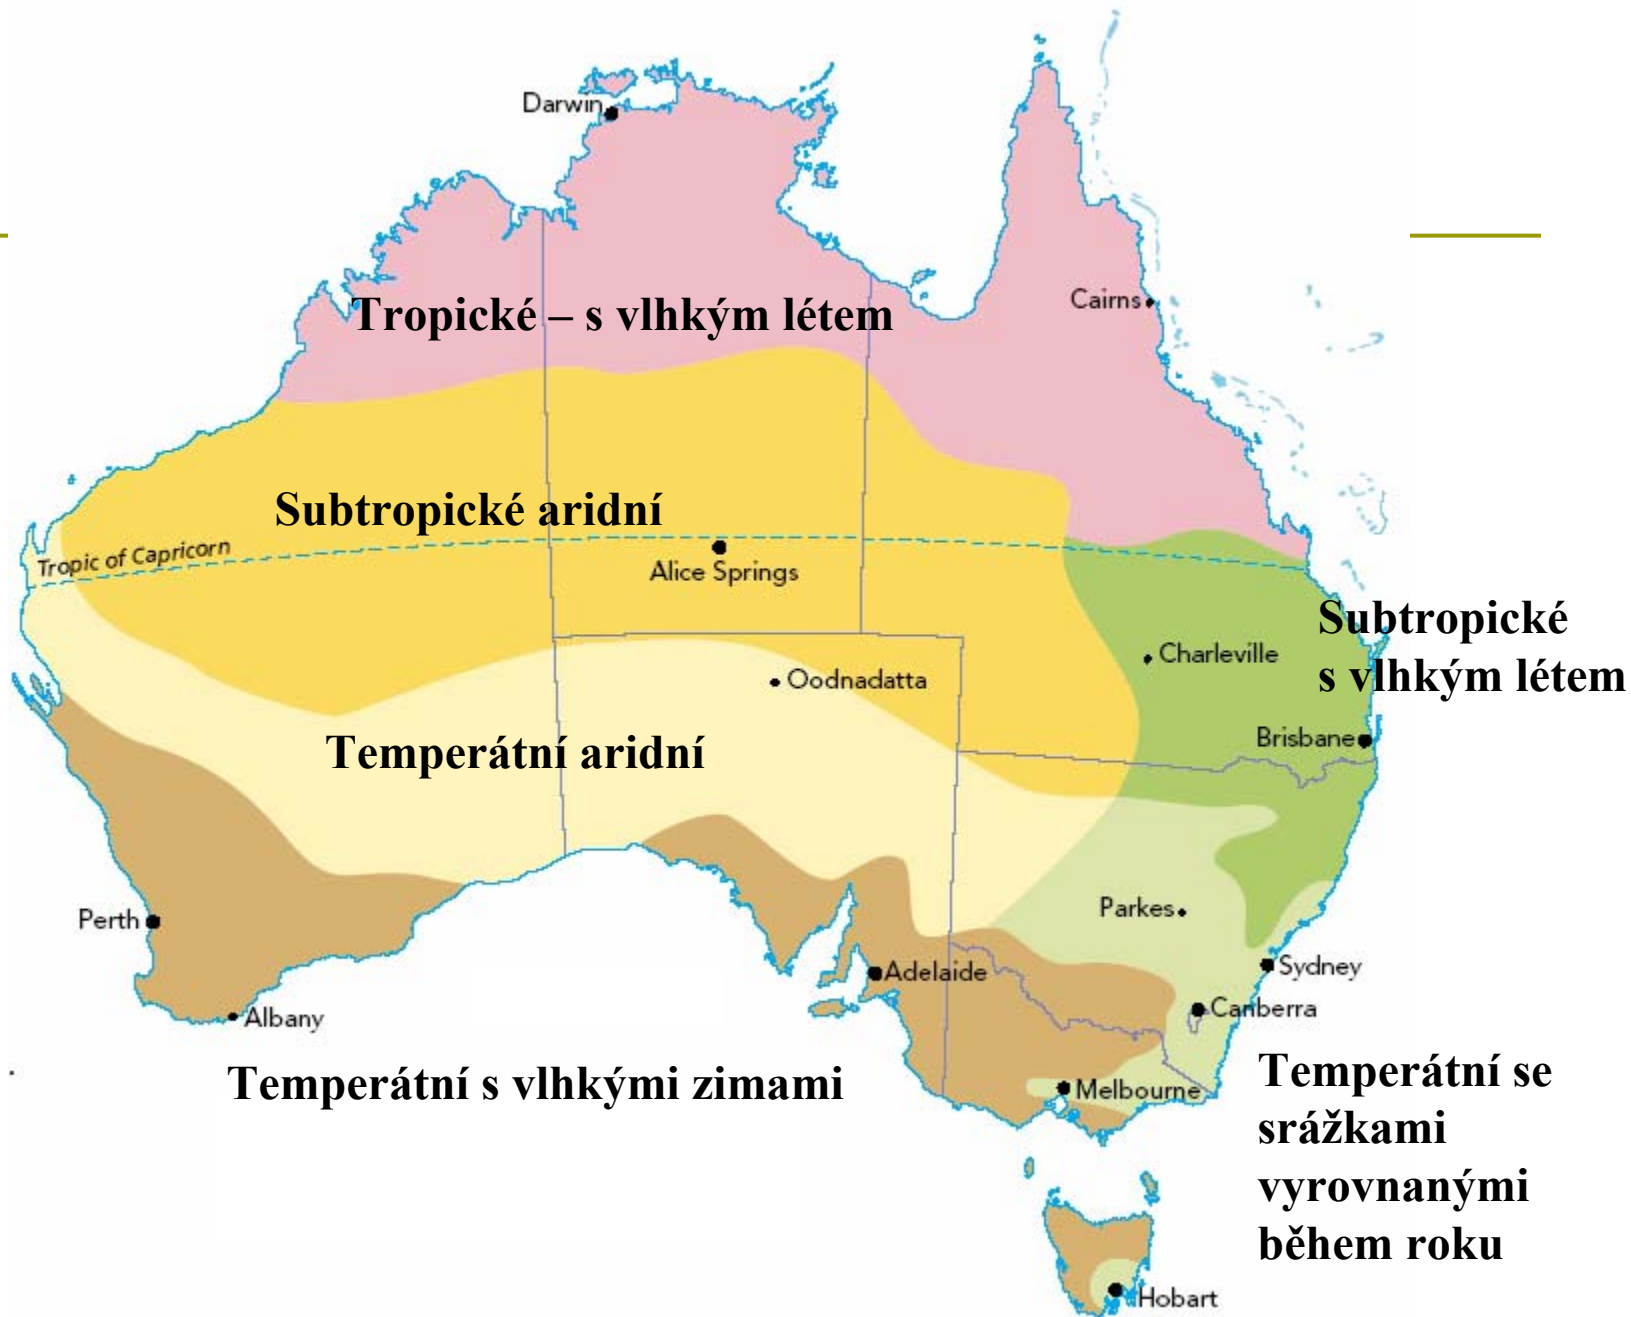 Darwin
Cairns
Tropické – s vlhkým létem
Subtropické aridní
Tropic of Capricorn
Alice Springs
Subtropické
s vlhkým létem
Charleville
Oodnadatta
Brisbane
Temperátní aridní
Parkes
Perth
Sydney
Adelaide
Canberra
Albany
Temperátní s vlhkými zimami
Melbourne
Temperátní se
srážkami
vyrovnanými
během roku
Hobart